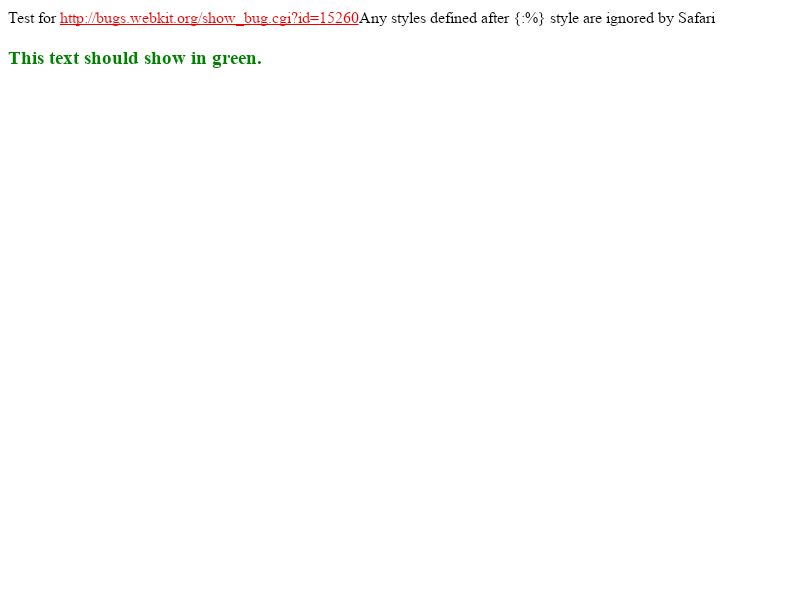 Test for http://bugs.webkit.org/show_bug.cgi?id=15260Any styles defined after {:%} style are ignored by Safari
This text should show in green.